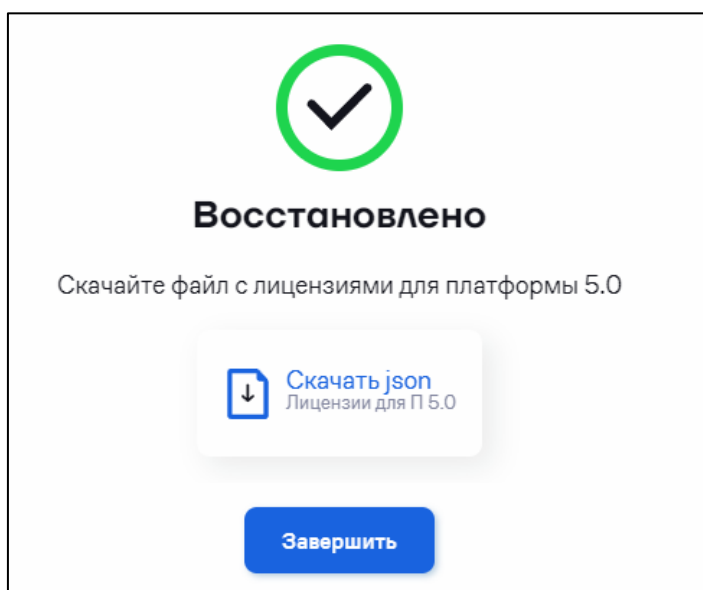 Восстановлено
Скачайте файл с лицензиями для платформы 5.0
Скачать json
Лицензии для П 5.0
Завершить